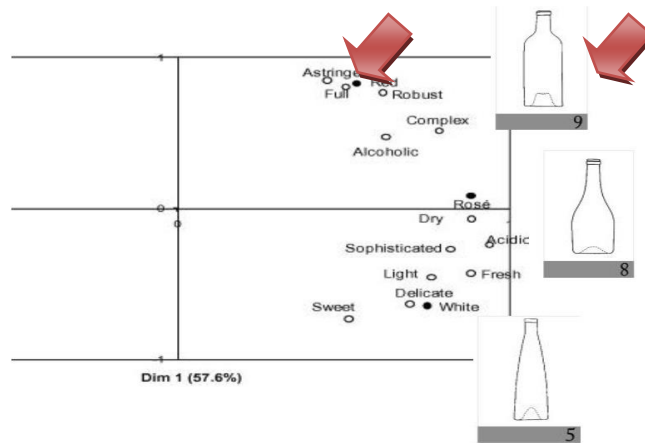 1
Astringe
Full
Red
Robust
Complex
Alcoholic
9
0
0
Rosé
Dry
Acidic
Sophisticated
8
Light
Fresh
Delicate
Sweet
White
-1
Dim 1 (57.6%)
5